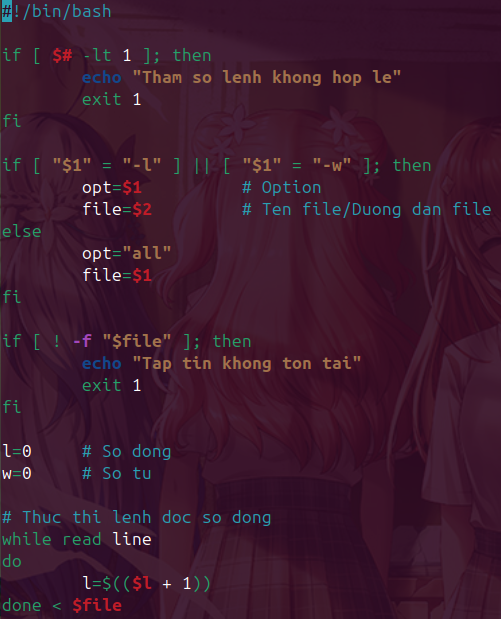 #!/bin/bash
if [ $# -lt 1 ]; then
echo "Tham so lenh khong hop le"
exit 1
fi
if [ "$1" = "-l" ] || [ "$1" = "-w" ]; then
opt=$1 # Option
file=$2 # Ten file/Duong dan file
else
opt="all"
file=$1
fi
if [ ! -f "$file" ]; then
echo "Tap tin khong ton tai"
exit 1
fi
l=0 # So dong
w=0 # So tu
# Thuc thi lenh doc so dong
while read line
do
l=$(($l + 1))
done < $file